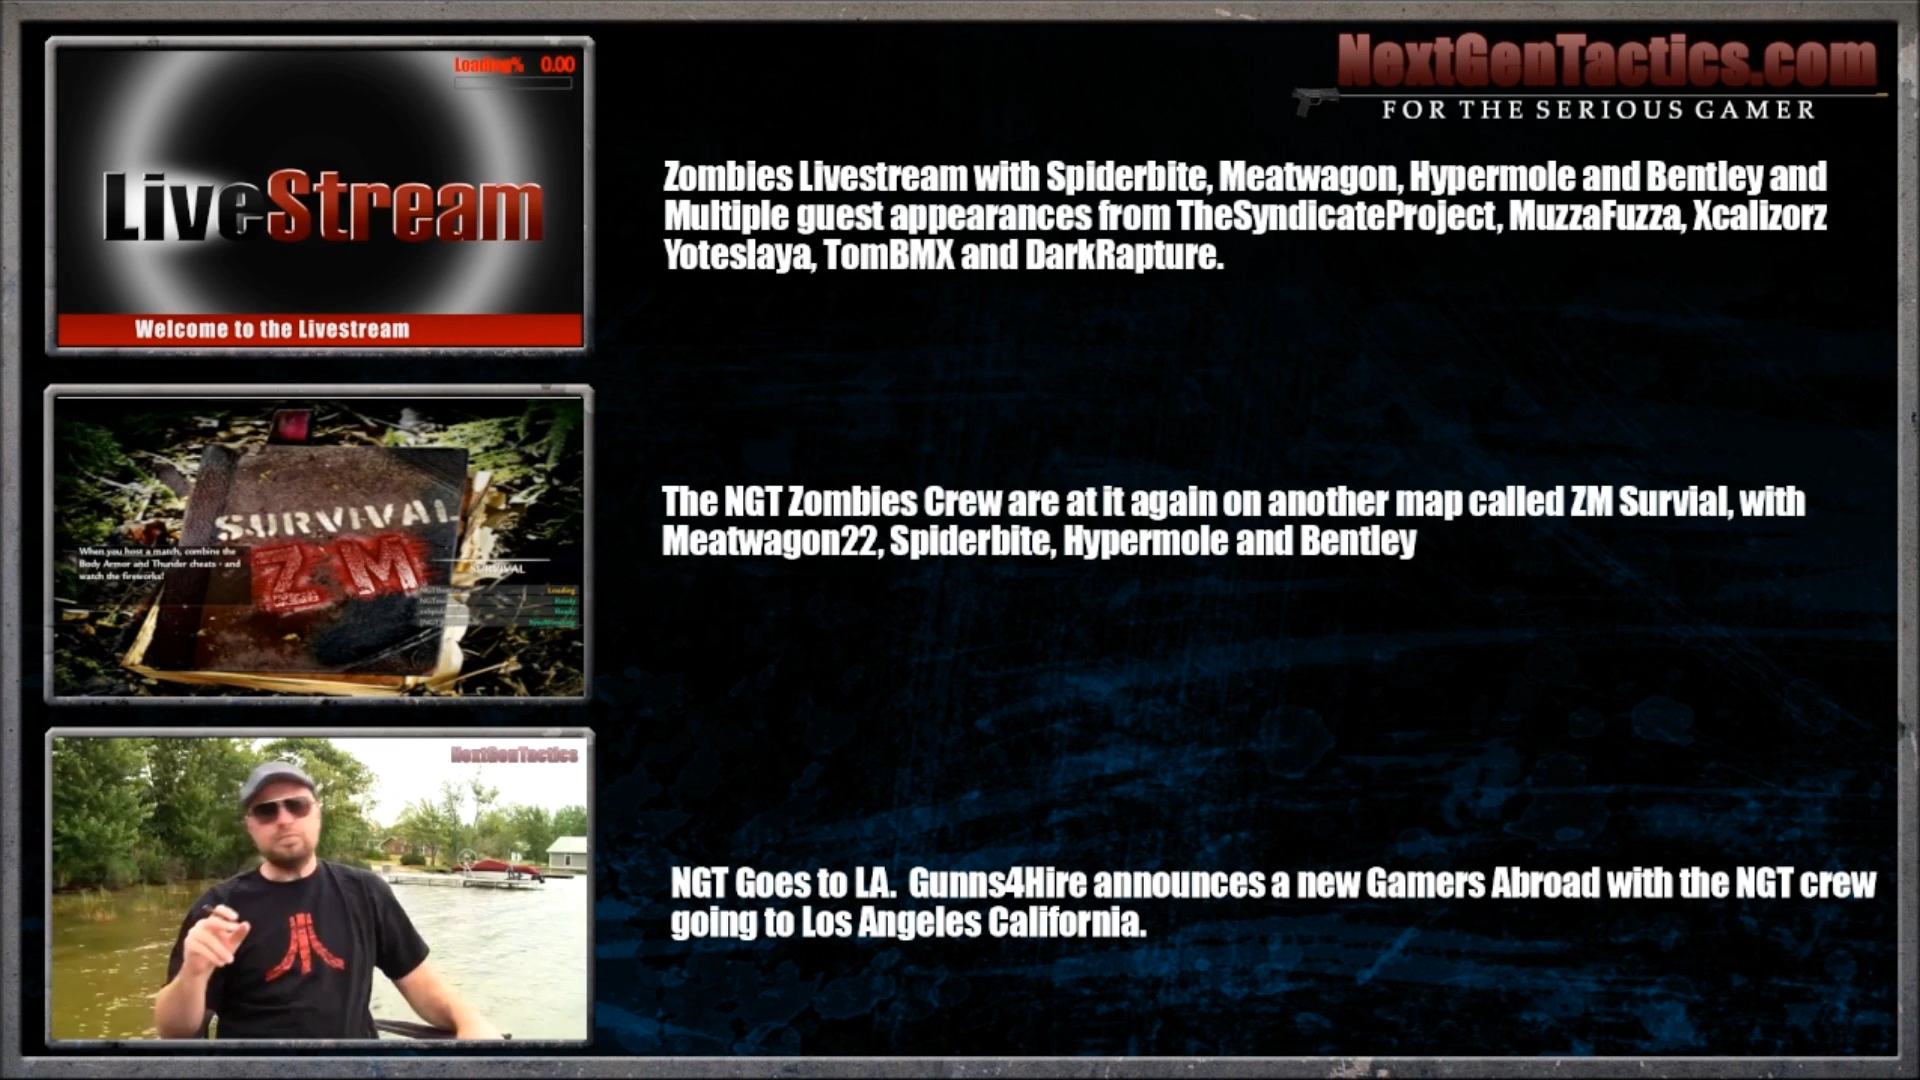 Loading% 0.00
LiveStream
Welcome to the Livestream
NextGenTactics.com
FOR THE SERIOUS GAMER
Zombies Livestream with Spiderbite, Meatwagon, Hypermole and Bentley and
Multiple guest appearances from TheSyndicateProject, MuzzaFuzza, Xcalizorz
Yoteslaya, TomBMX and DarkRapture.
SURVIVAL
ZM
When you host a match, combine the
Body Armor and Thunder cheats - and
watch the fireworks!
SURVIVAL
Loading
Ready
Ready
The NGT Zombies Crew are at it again on another map called ZM Survial, with
Meatwagon22, Spiderbite, Hypermole and Bentley
NextGenTactics
NGT Goes to LA. Gunns4Hire announces a new Gamers Abroad with the NGT crew
going to Los Angeles California.